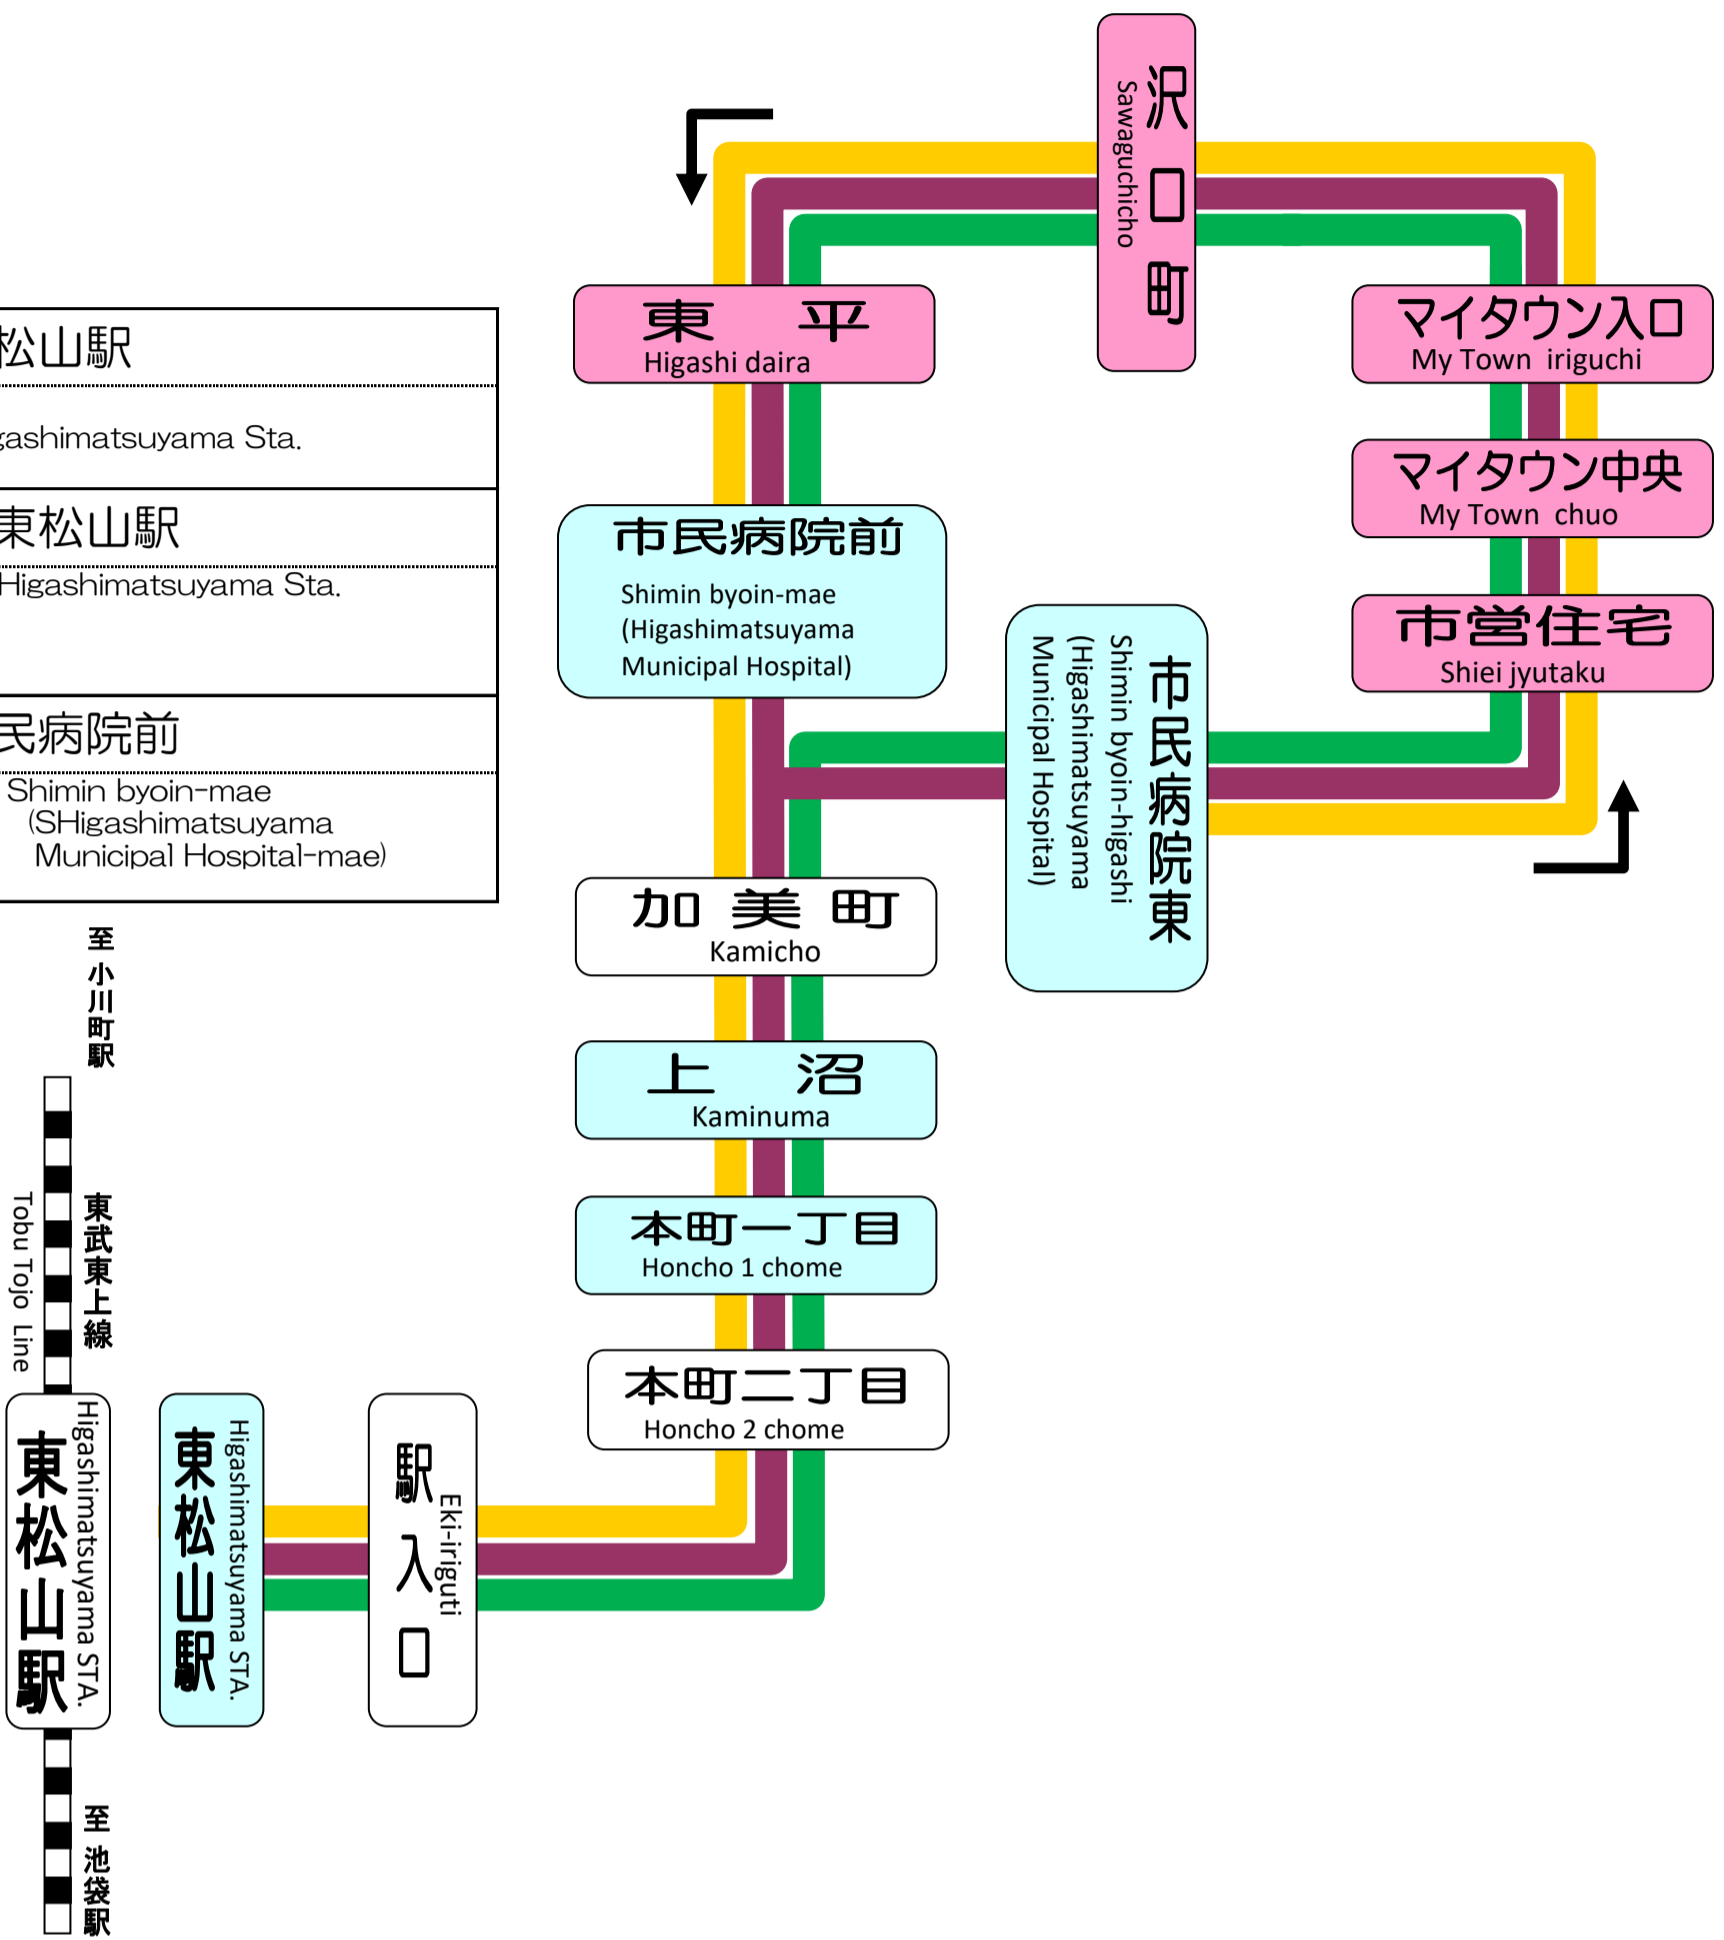 沢口町
Sawaguchicho
東 平
Higashi daira
マイタウン入口
My Town iriguchi
マイタウン中央
My Town chuo
市営住宅
Shiei jyutaku
市民病院前
Shimin byoin-mae
(Higashimatsuyama
Municipal Hospital)
市民病院東
Shimin byoin-higashi
(Higashimatsuyama
Municipal Hospital)
松山駅
gashimatsuyama Sta.
東松山駅
Higashimatsuyama Sta.
民病院前
Shimin byoin-mae
(SHigashimatsuyama
Municipal Hospital-mae)
加美町
Kamicho
上 沼
Kaminuma
本町一丁目
Honcho 1 chome
本町二丁目
Honcho 2 chome
駅入口
Eki-iriguti
東松山駅
Higashimatsuyama STA.
至 小川町駅
東武東上線
Tobu Tojo Line
東松山駅
Higashimatsuyama STA.
至 池袋駅